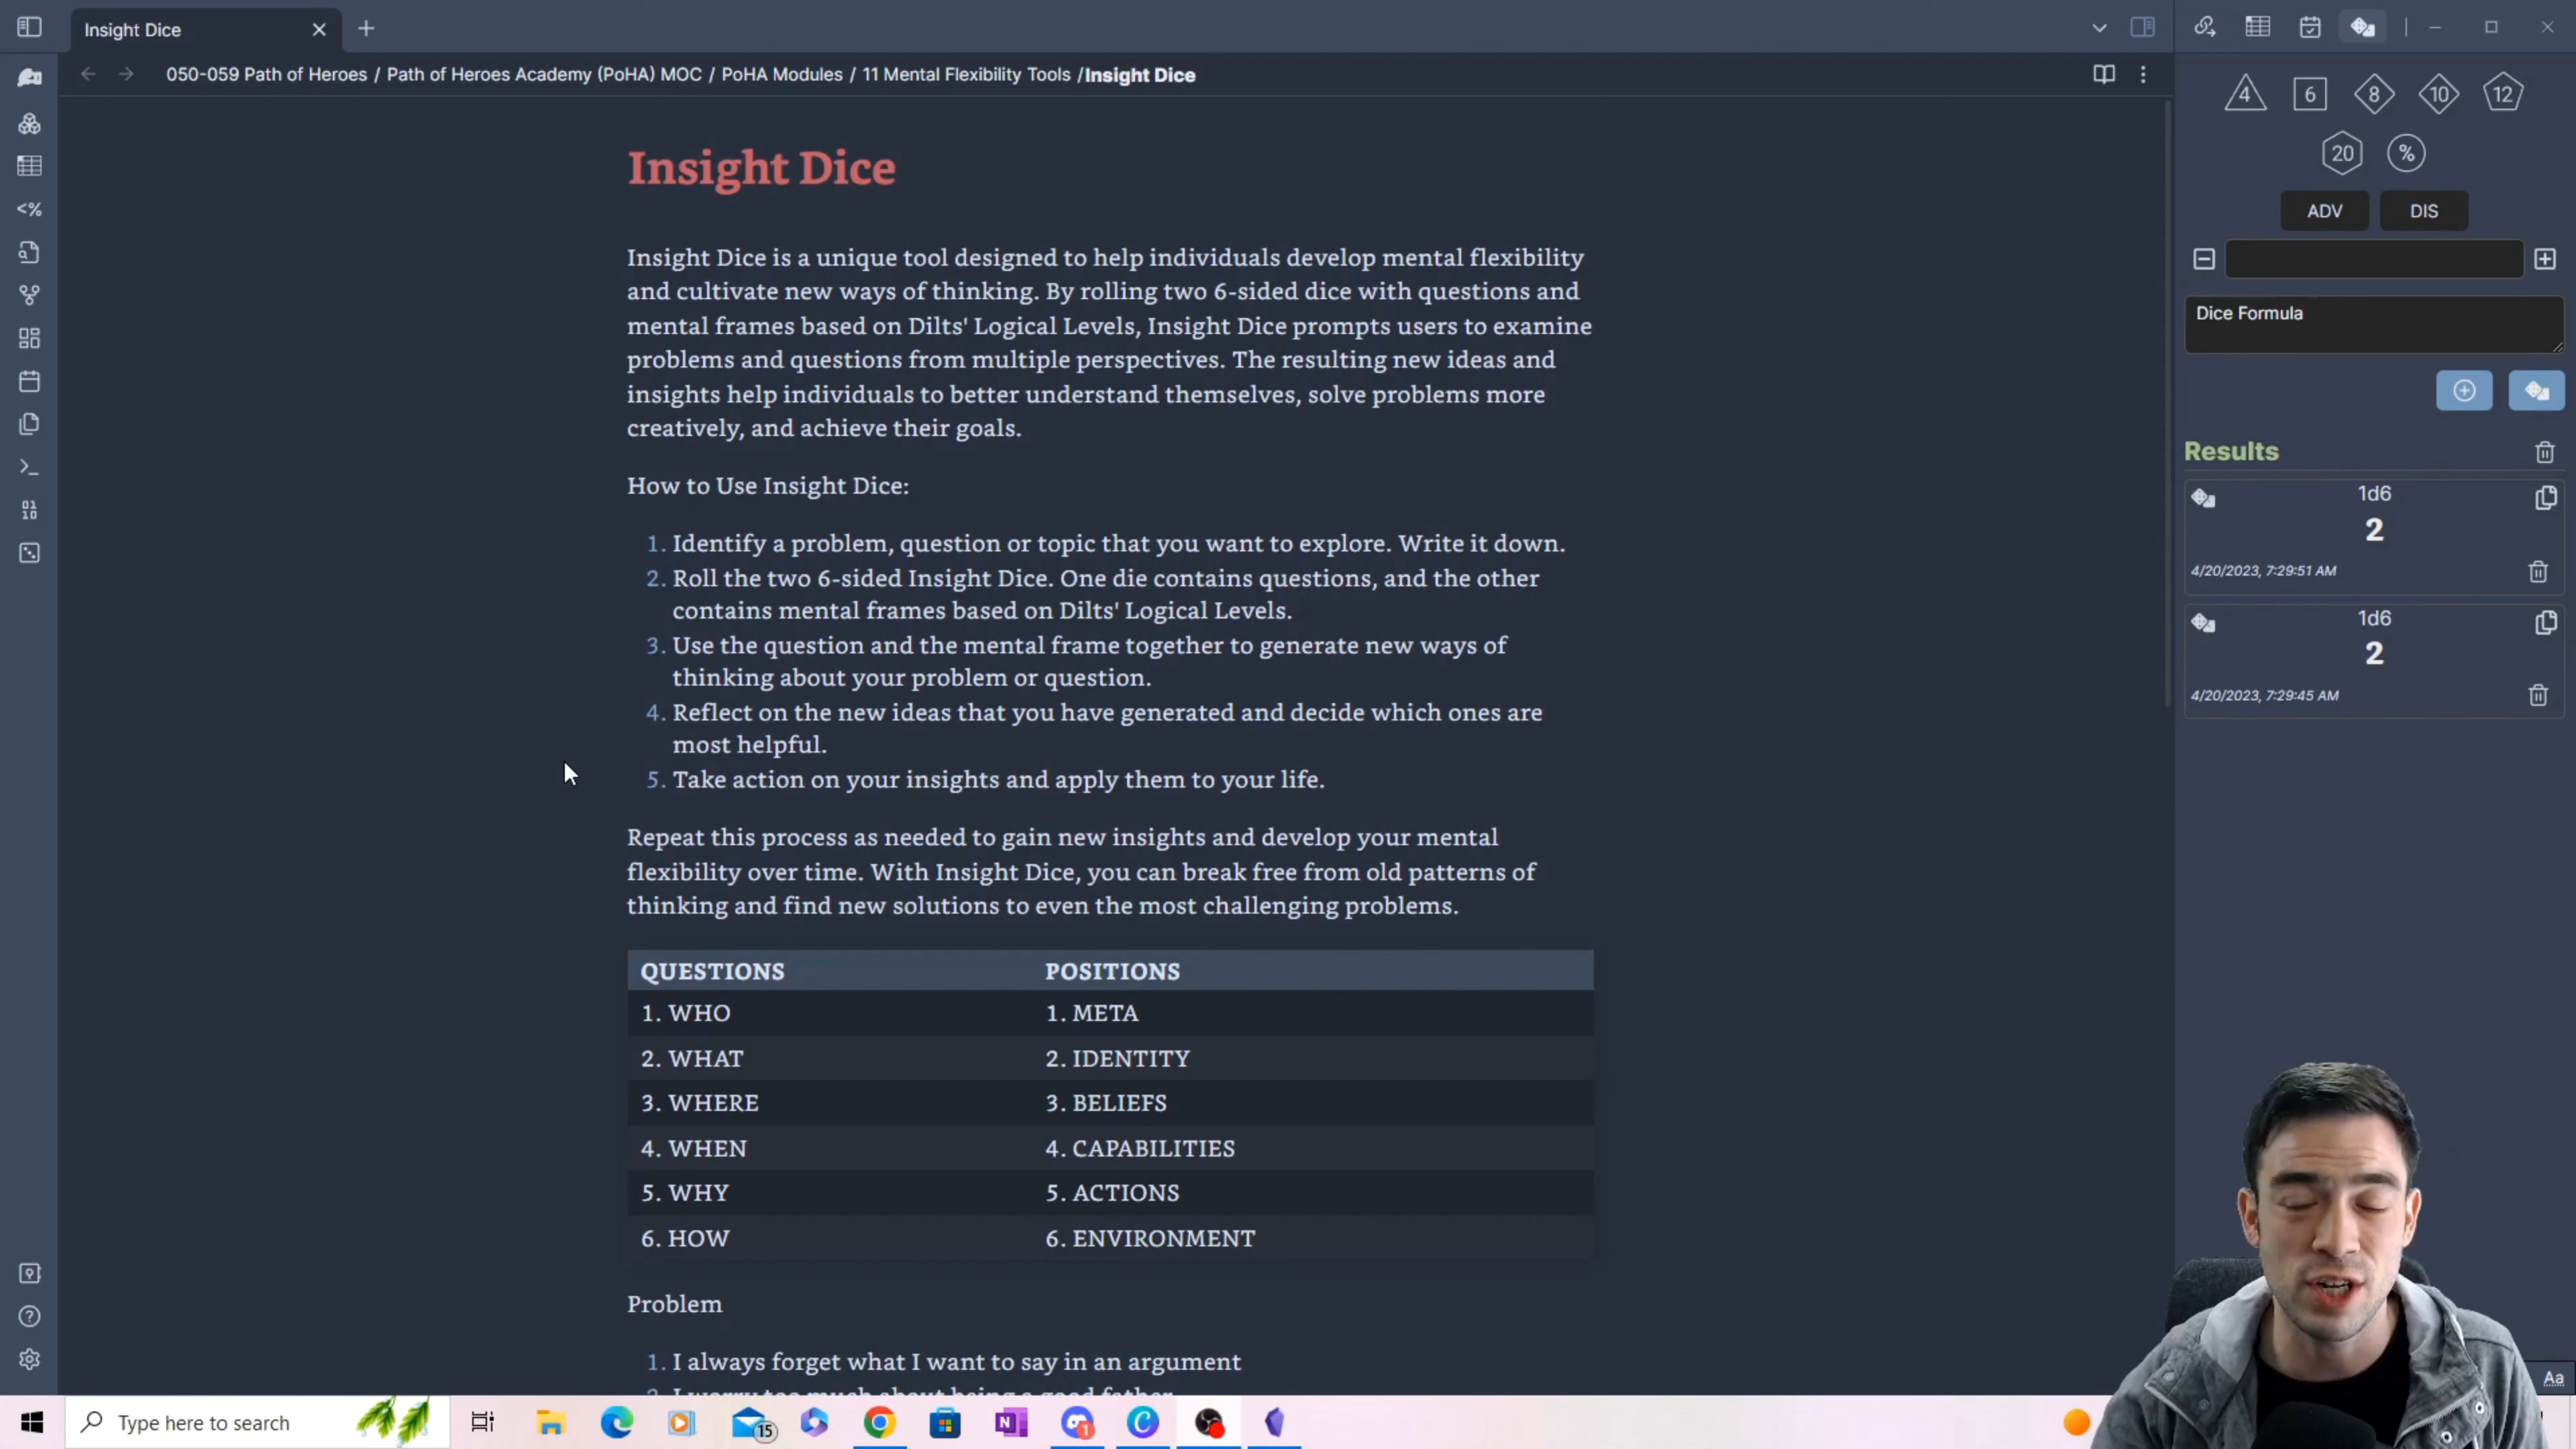 Insight Dice
050-059 Path of Heroes / Path of Heroes Academy (PoHA) MOC / PoHA Modules / 11 Mental Flexibility Tools / Insight Dice
Insight Dice
Insight Dice is a unique tool designed to help individuals develop mental flexibility
and cultivate new ways of thinking. By rolling two 6-sided dice with questions and
mental frames based on Dilts' Logical Levels, Insight Dice prompts users to examine
problems and questions from multiple perspectives. The resulting new ideas and
insights help individuals to better understand themselves, solve problems more
creatively, and achieve their goals.
How to Use Insight Dice:
1. Identify a problem, question or topic that you want to explore. Write it down.
2. Roll the two 6-sided Insight Dice. One die contains questions, and the other
contains mental frames based on Dilts' Logical Levels.
3. Use the question and the mental frame together to generate new ways of
thinking about your problem or question.
4. Reflect on the new ideas that you have generated and decide which ones are
most helpful.
5. Take action on your insights and apply them to your life.
Repeat this process as needed to gain new insights and develop your mental
flexibility over time. With Insight Dice, you can break free from old patterns of
thinking and find new solutions to even the most challenging problems.
QUESTIONS POSITIONS
1. WHO 1. META
2. WHAT 2. IDENTITY
3. WHERE 3. BELIEFS
4. WHEN 4. CAPABILITIES
5. WHY 5. ACTIONS
6. HOW 6. ENVIRONMENT
Problem
1. I always forget what I want to say in an argument
2. I worry too much about being a good father
4 6 8 10 12
20 %
ADV DIS
Dice Formula
Results
1d6
2
4/20/2023, 7:29:51 AM
1d6
2
4/20/2023, 7:29:45 AM
Aa
Type here to search
15
1